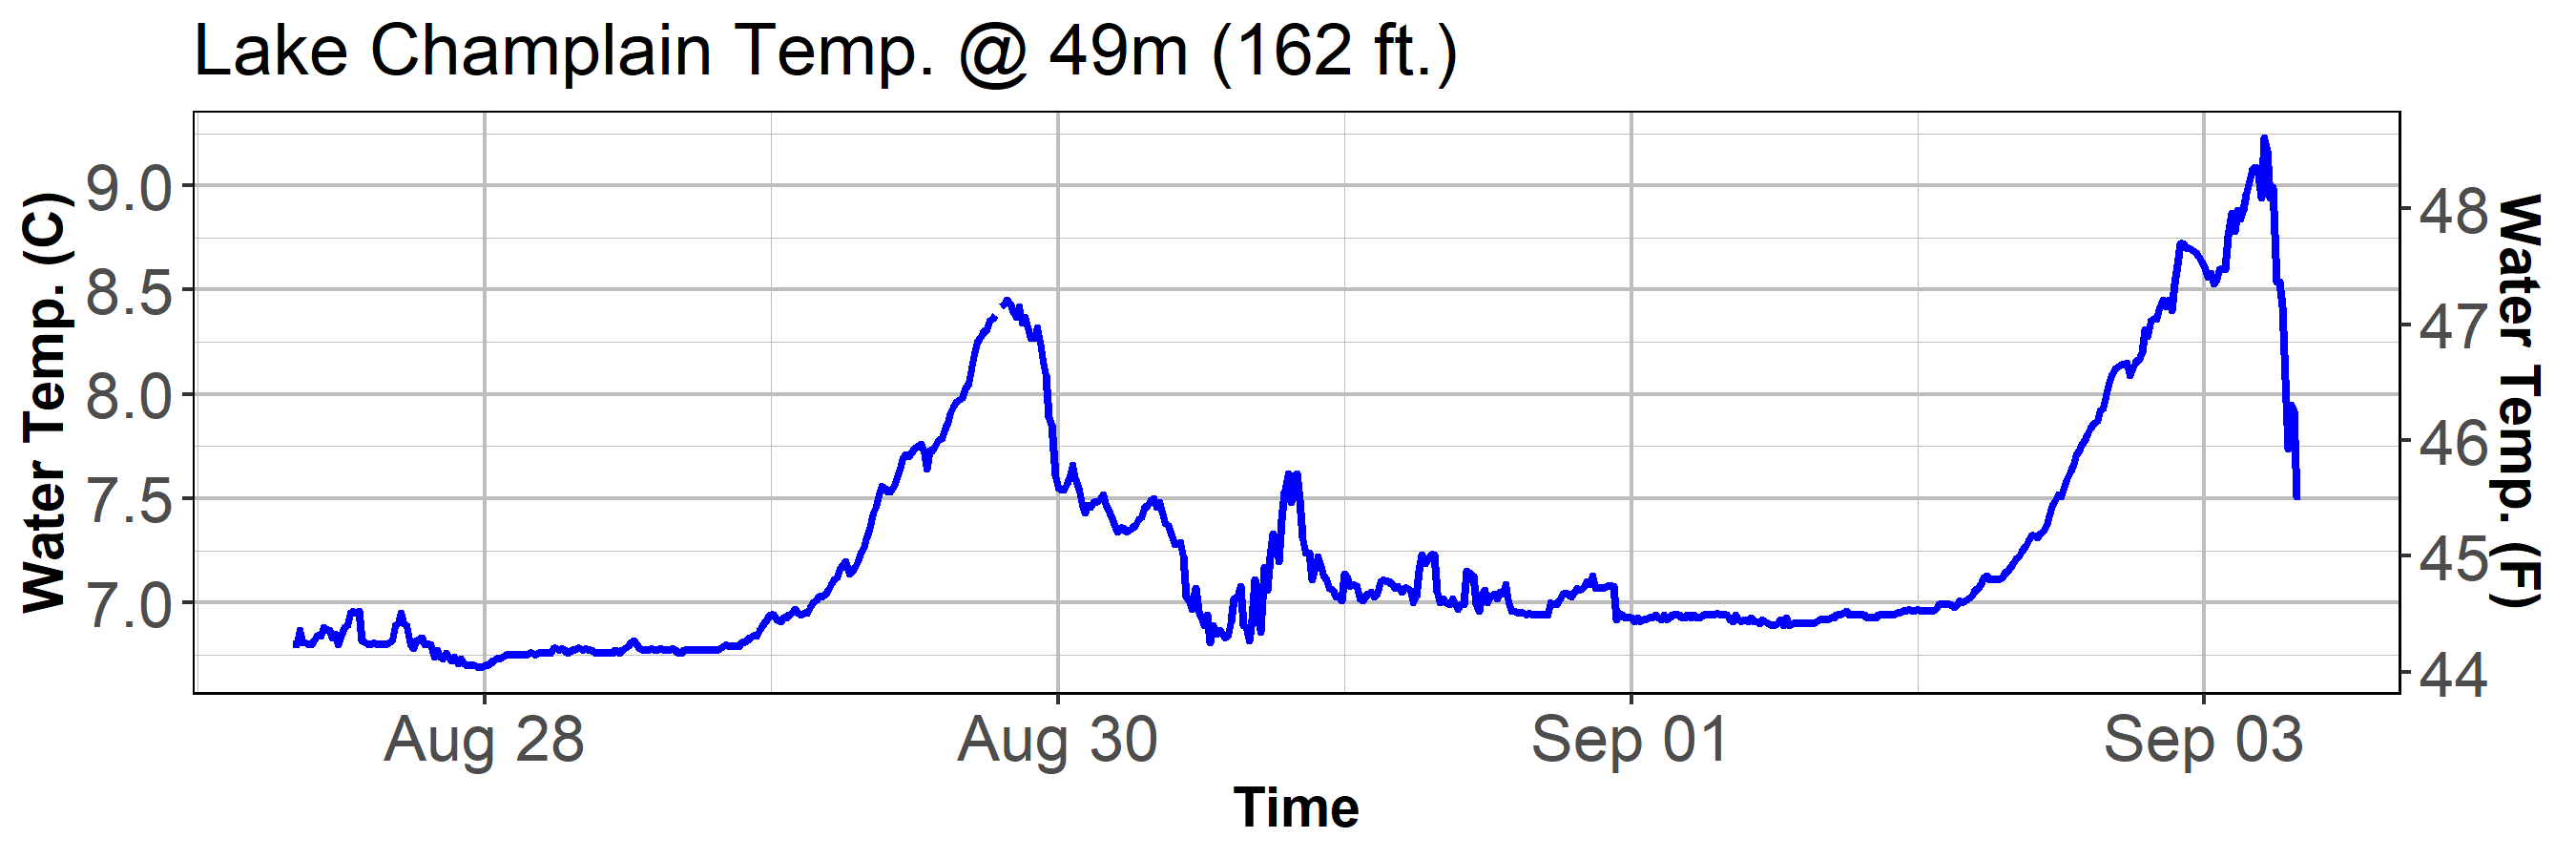 Lake Champlain Temp. @ 49m (162 ft.)
Water Temp. (C)
9.0
8.5
8.0
7.5
7.0
48
47
46
45
44
Water Temp. (F)
Aug 28 Aug 30 Sep 01 Sep 03
Time